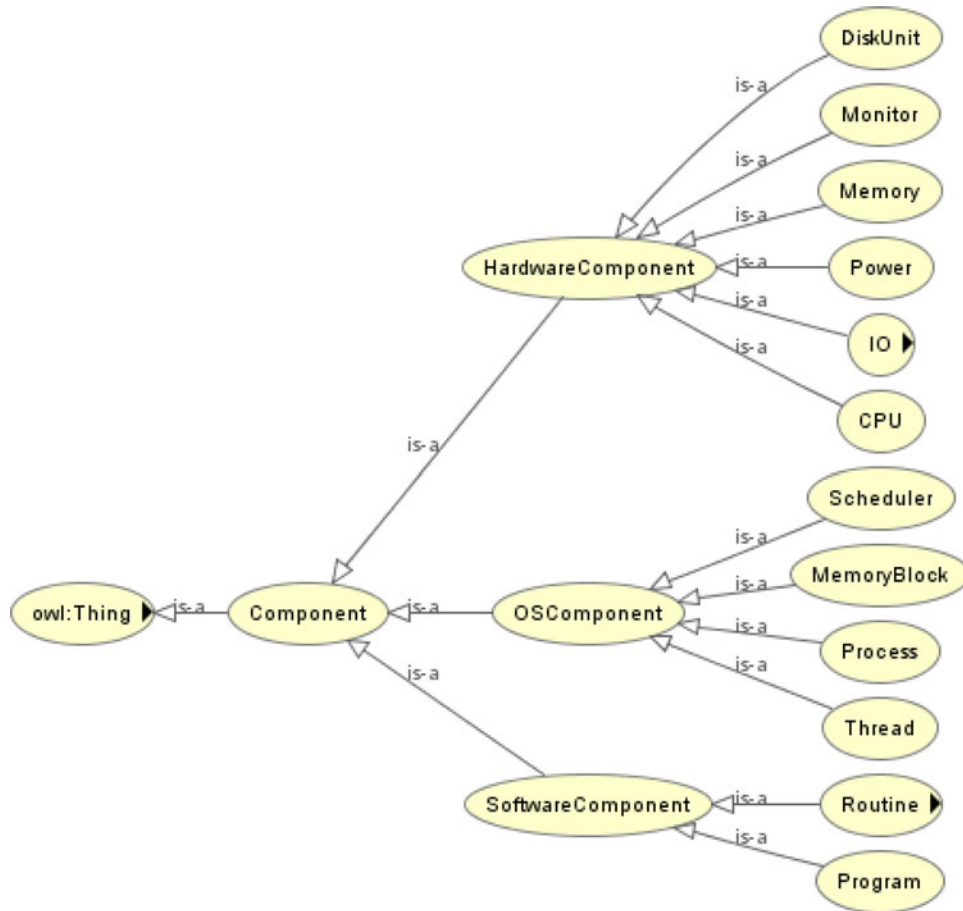 DiskUnit
is-a
Monitor
is-a
Memory
is-a
HardwareComponent
is-a
Power
is-a
IO
is-a
CPU
is-a
Scheduler
is-a
MemoryBlock
is-a
owl:Thing
is-a
Component
is-a
OSComponent
is-a
Process
is-a
Thread
is-a
SoftwareComponent
is-a
Routine
is-a
Program